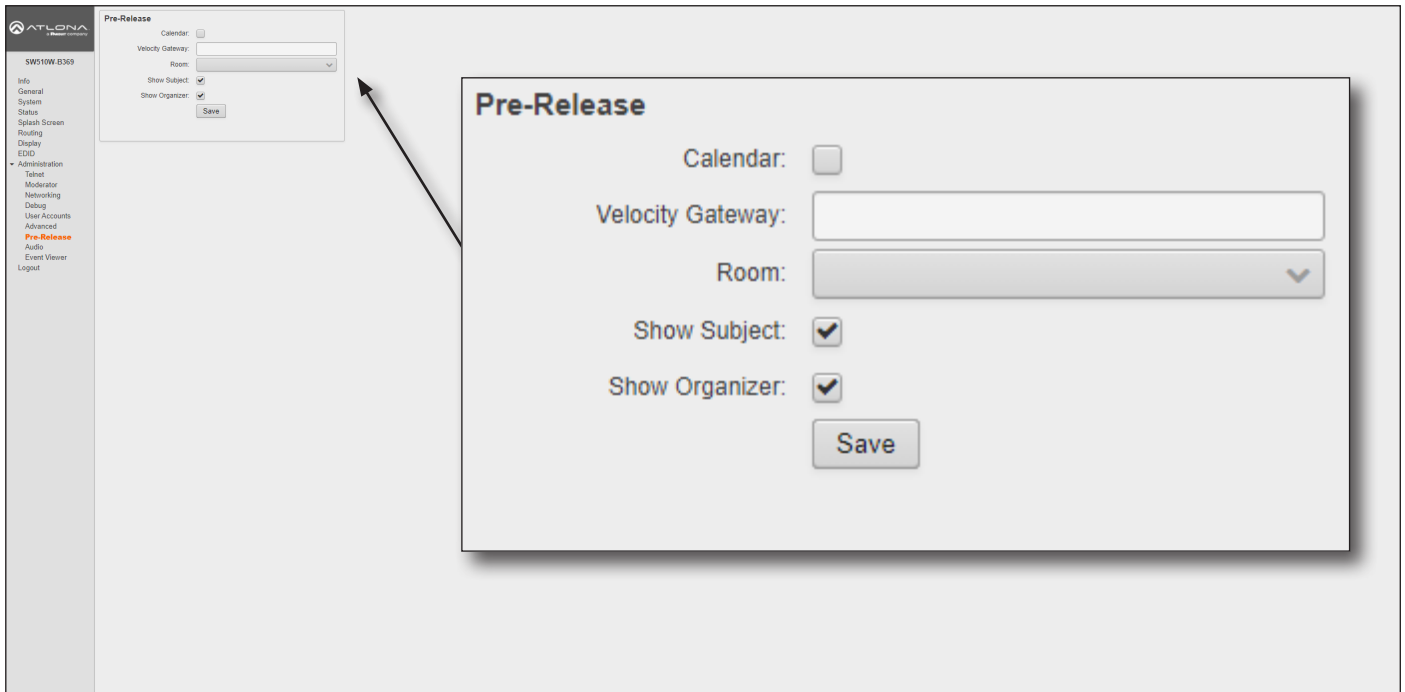 ATLONA
a Panduit company
SW510W-B369
Info
General
System
Status
Splash Screen
Routing
Display
EDID
Administration
Telnet
Moderator
Networking
Debug
User Accounts
Advanced
Pre-Release
Audio
Event Viewer
Logout
Pre-Release
Calendar:
Velocity Gateway:
Room:
Show Subject:
Show Organizer:
Save
Pre-Release
Calendar:
Velocity Gateway:
Room:
Show Subject:
Show Organizer:
Save